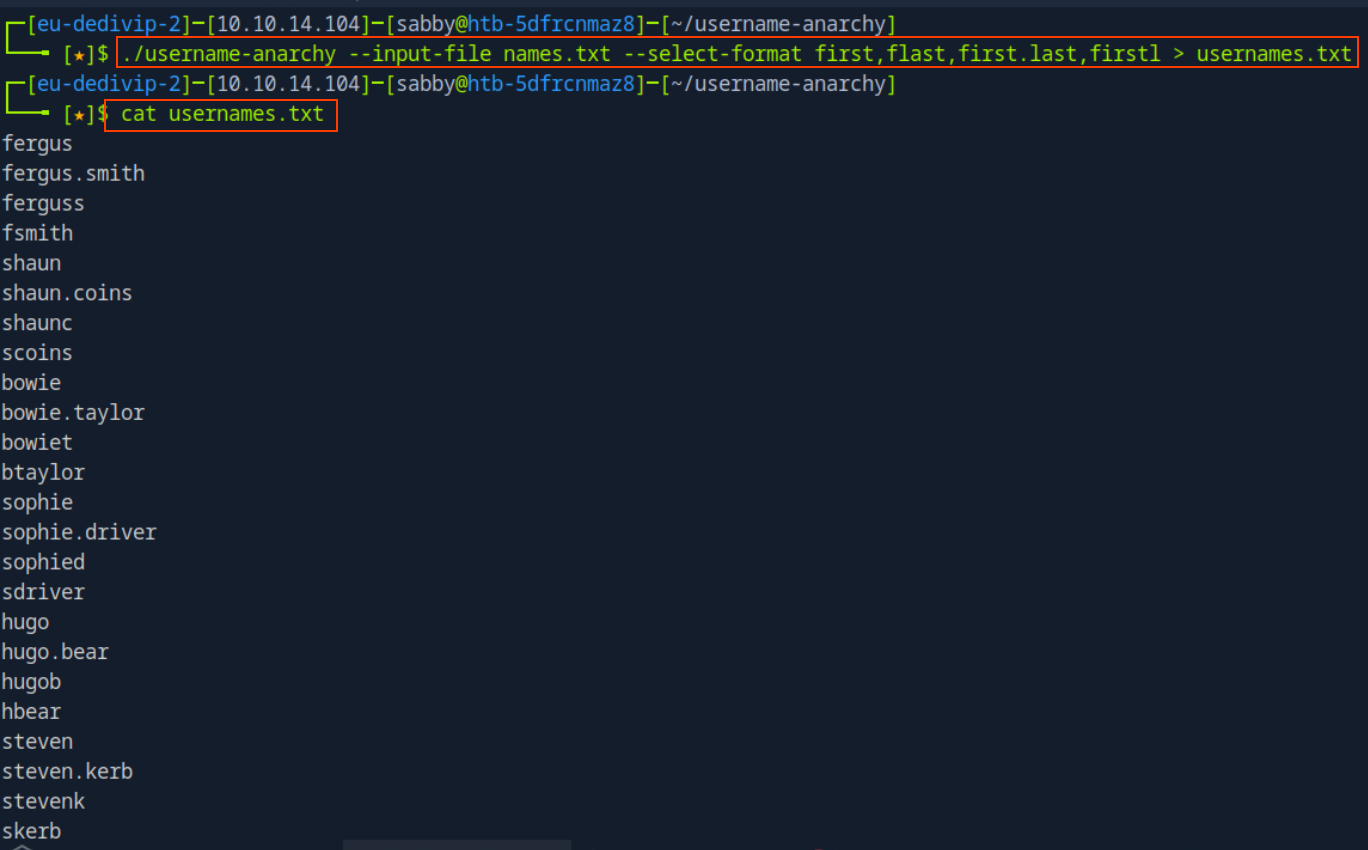 [eu-dedivip-2]─[10.10.14.104]─[sabby@htb-5dfrcnmaz8]─[~/username-anarchy]
[★]$ ./username-anarchy --input-file names.txt --select-format first,flast,first.last,firstl > usernames.txt
[eu-dedivip-2]─[10.10.14.104]─[sabby@htb-5dfrcnmaz8]─[~/username-anarchy]
[★]$ cat usernames.txt
fergus
fergus.smith
ferguss
fsmith
shaun
shaun.coins
shaunc
scoins
bowie
bowie.taylor
bowiet
btaylor
sophie
sophie.driver
sophied
sdriver
hugo
hugo.bear
hugob
hbear
steven
steven.kerb
stevenk
skerb